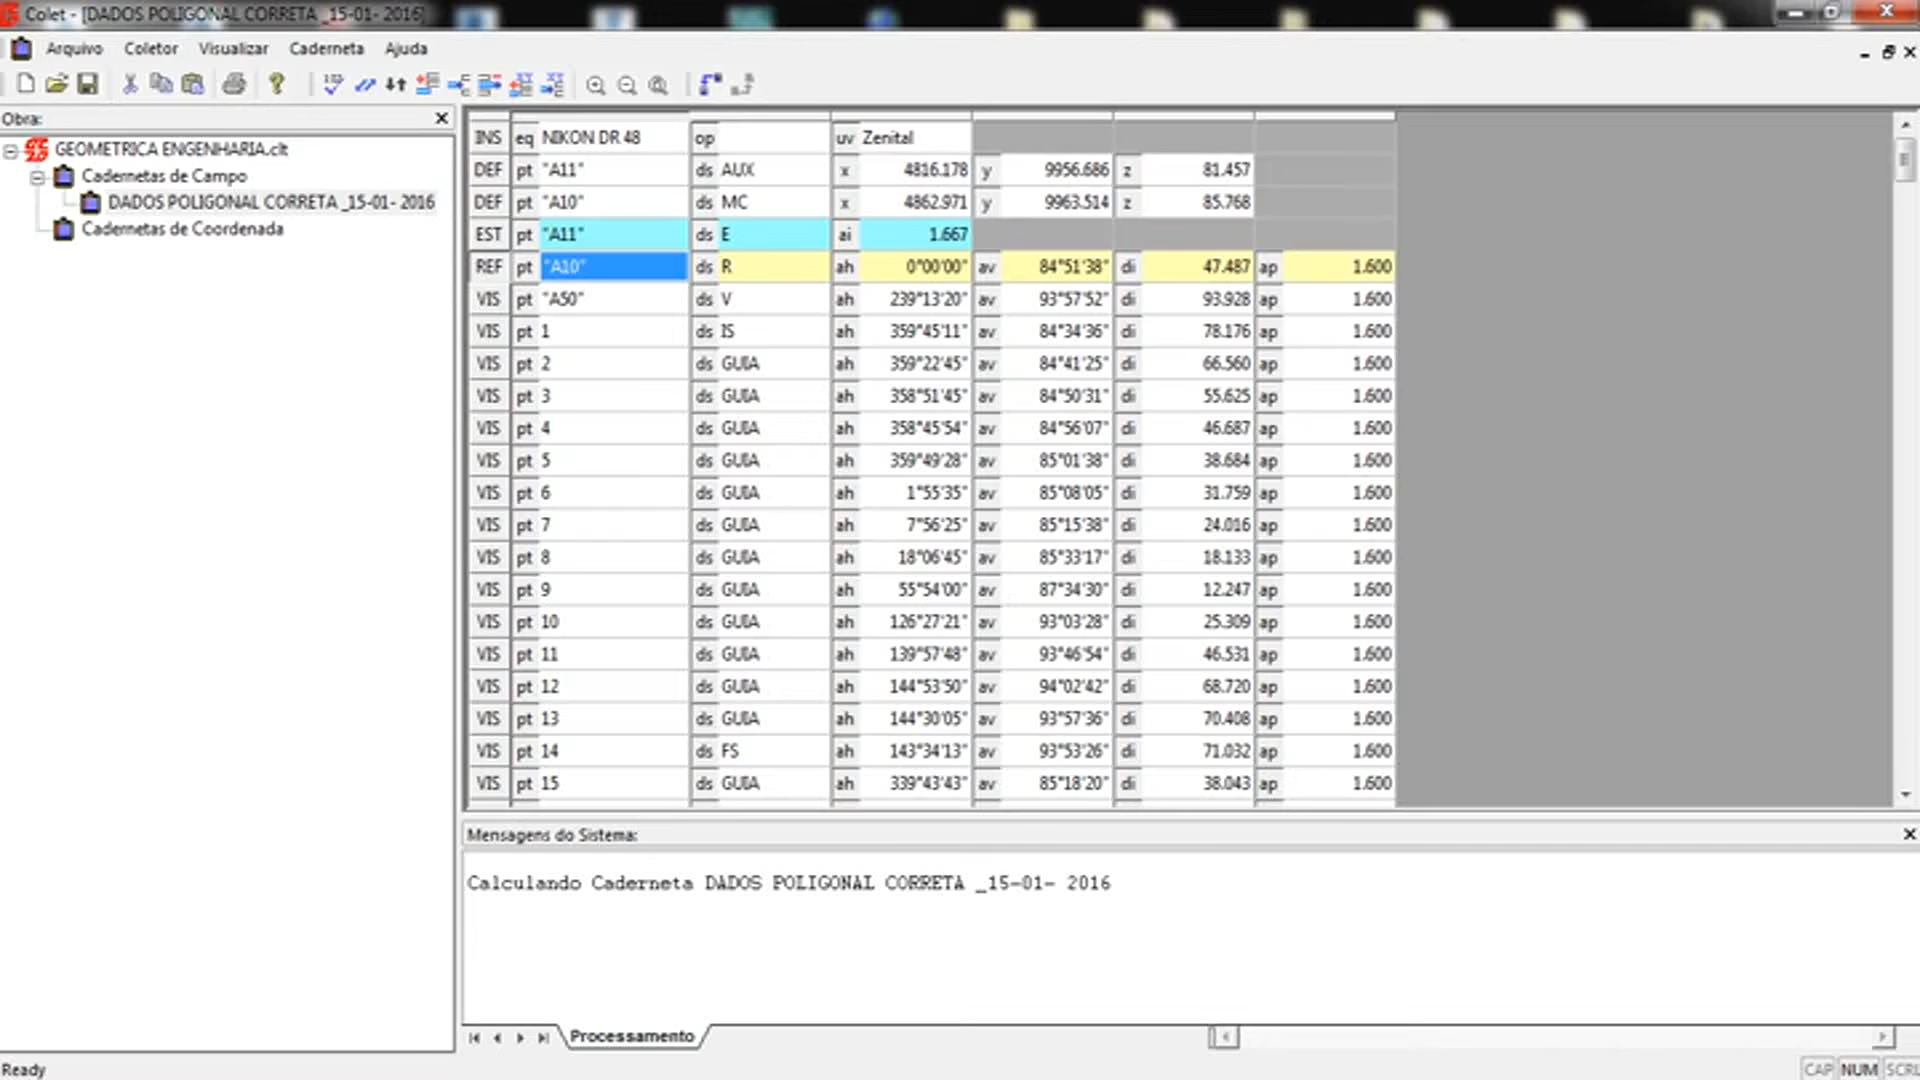 Colet - [DADOS POLIGONAL CORRETA _15-01- 2016]
Arquivo Coletor Visualizar Caderneta Ajuda
Obra:
GEOMETRICA ENGENHARIA.clt
Cadernetas de Campo
DADOS POLIGONAL CORRETA _15-01- 2016
Cadernetas de Coordenada
INS eq NIKON DR 48 op uv Zenital
DEF pt "A11" ds AUX x 4816.178 y 9956.686 z 81.457
DEF pt "A10" ds MC x 4862.971 y 9963.514 z 85.768
EST pt "A11" ds E ai 1.667
REF pt "A10" ds R ah 0°00'00" av 84°51'38" di 47.487 ap 1.600
VIS pt "A50" ds V ah 239°13'20" av 93°57'52" di 93.928 ap 1.600
VIS pt 1 ds IS ah 359°45'11" av 84°34'36" di 78.176 ap 1.600
VIS pt 2 ds GUIA ah 359°22'45" av 84°41'25" di 66.560 ap 1.600
VIS pt 3 ds GUIA ah 358°51'45" av 84°50'31" di 55.625 ap 1.600
VIS pt 4 ds GUIA ah 358°45'54" av 84°56'07" di 46.687 ap 1.600
VIS pt 5 ds GUIA ah 359°49'28" av 85°01'38" di 38.684 ap 1.600
VIS pt 6 ds GUIA ah 1°55'35" av 85°08'05" di 31.759 ap 1.600
VIS pt 7 ds GUIA ah 7°56'25" av 85°15'38" di 24.016 ap 1.600
VIS pt 8 ds GUIA ah 18°06'45" av 85°33'17" di 18.133 ap 1.600
VIS pt 9 ds GUIA ah 55°54'00" av 87°34'30" di 12.247 ap 1.600
VIS pt 10 ds GUIA ah 126°27'21" av 93°03'28" di 25.309 ap 1.600
VIS pt 11 ds GUIA ah 139°57'48" av 93°46'54" di 46.531 ap 1.600
VIS pt 12 ds GUIA ah 144°53'50" av 94°02'42" di 68.720 ap 1.600
VIS pt 13 ds GUIA ah 144°30'05" av 93°57'36" di 70.408 ap 1.600
VIS pt 14 ds FS ah 143°34'13" av 93°53'26" di 71.032 ap 1.600
VIS pt 15 ds GUIA ah 339°43'43" av 85°18'20" di 38.043 ap 1.600
Mensagens do Sistema:
Calculando Caderneta DADOS POLIGONAL CORRETA _15-01- 2016
Processamento
Ready CAP NUM SCRL